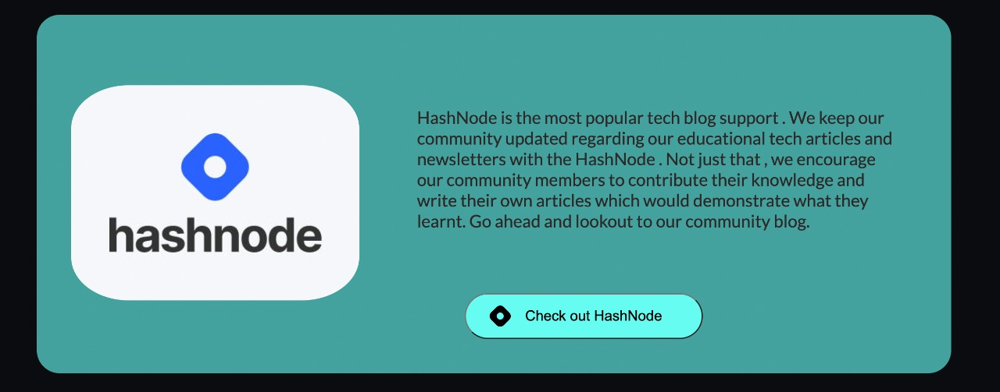 hashnode
HashNode is the most popular tech blog support . We keep our
community updated regarding our educational tech articles and
newsletters with the HashNode . Not just that , we encourage
our community members to contribute their knowledge and
write their own articles which would demonstrate what they
learnt. Go ahead and lookout to our community blog.
Check out HashNode